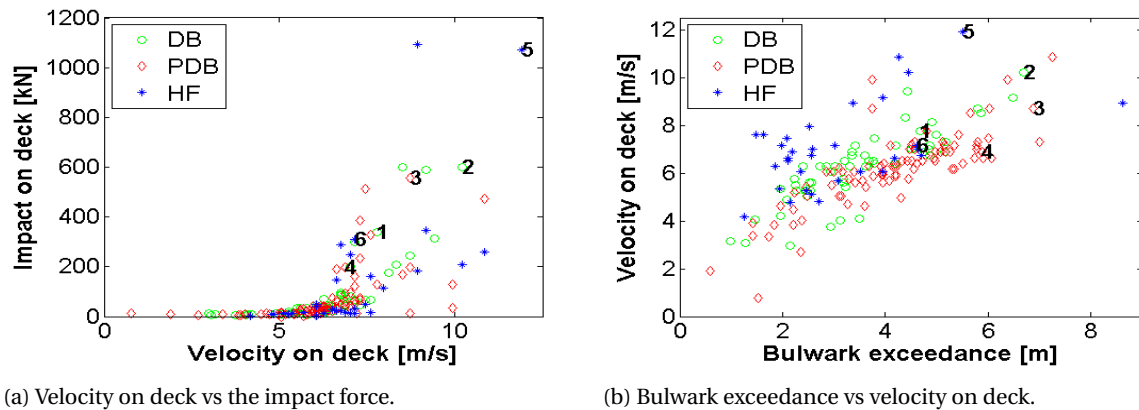 1200
1000
800
600
400
200
0
Impact on deck [kN]
DB
PDB
HF
5
2
3
1
6
4
0 5 10
Velocity on deck [m/s]
(a) Velocity on deck vs the impact force.
12
10
8
6
4
2
0
Velocity on deck [m/s]
DB
PDB
HF
5
2
3
1
6
4
0 2 4 6 8
Bulwark exceedance [m]
(b) Bulwark exceedance vs velocity on deck.